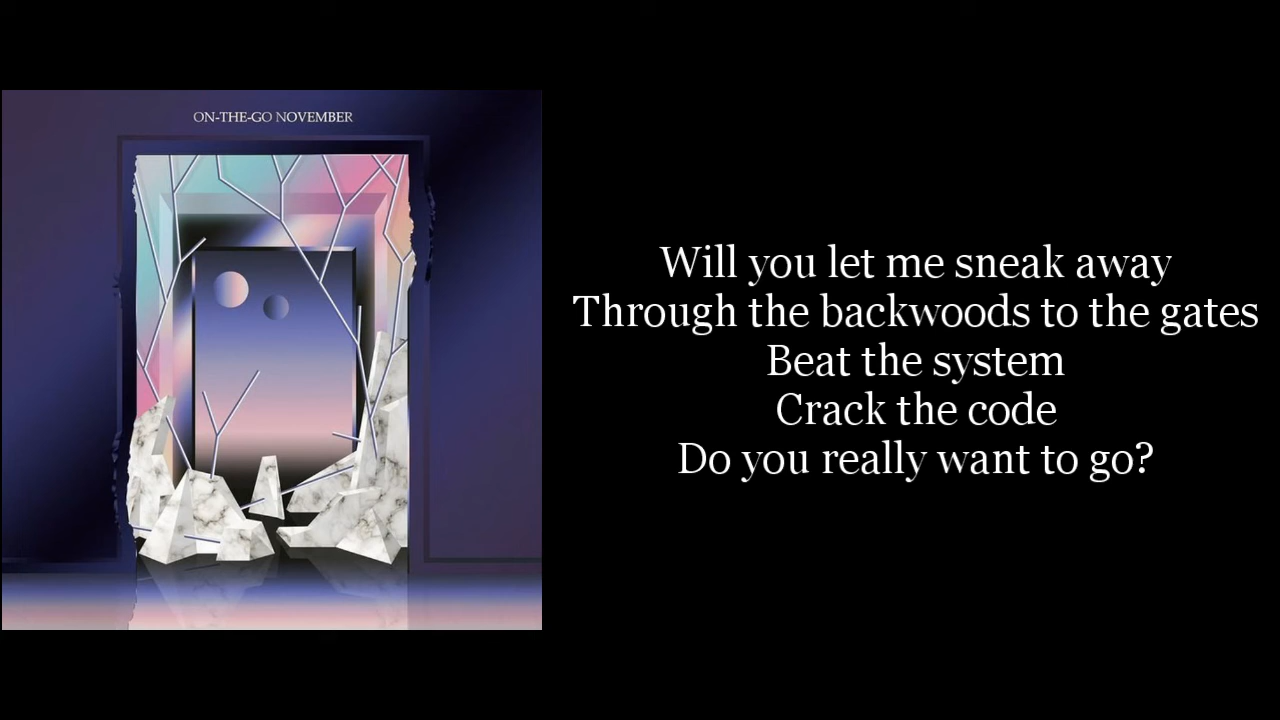 ON-THE-GO NOVEMBER
Will you let me sneak away
Through the backwoods to the gates
Beat the system
Crack the code
Do you really want to go?